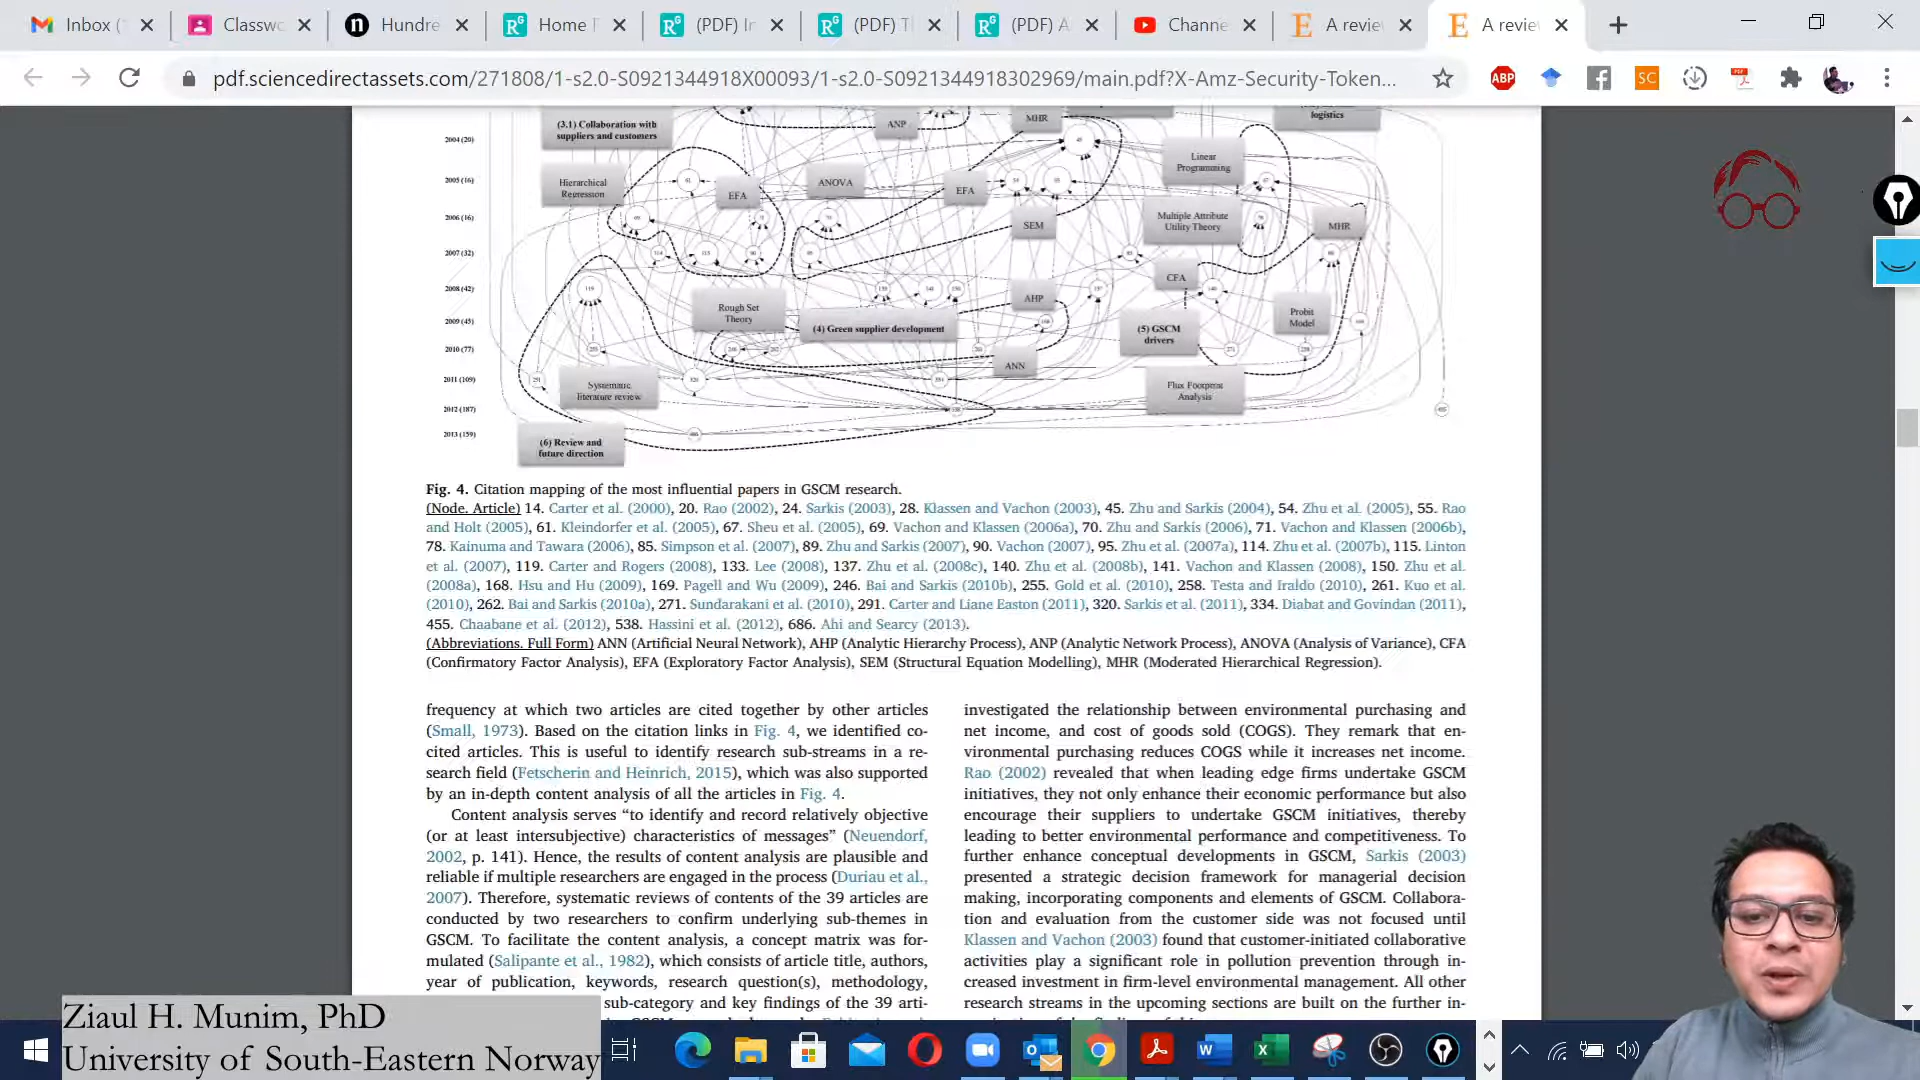 Inbox (
Classwo
Hundre
Home F
(PDF) In
(PDF) T
(PDF) A
Channe
A revie
A revie
pdf.sciencedirectassets.com/271808/1-s2.0-S0921344918X00093/1-s2.0-S0921344918302969/main.pdf?X-Amz-Security-Token...
ABP
SC
(3.1) Collaboration with
suppliers and customers
ANP
MHR
logistics
2004 (20)
Linear
Programming
2005 (16)
Hierarchical
Regression
EFA
ANOVA
EFA
2006 (16)
SEM
Multiple Attribute
Utility Theory
MHR
2007 (32)
CFA
2008 (42)
Rough Set
Theory
AHP
Probit
Model
2009 (45)
(4) Green supplier development
(5) GSCM
drivers
2010 (77)
ANN
2011 (109)
Systematic
literature review
Flux Footprint
Analysis
2012 (187)
2013 (159)
(6) Review and
future direction
Fig. 4. Citation mapping of the most influential papers in GSCM research.
(Node. Article) 14. Carter et al. (2000), 20. Rao (2002), 24. Sarkis (2003), 28. Klassen and Vachon (2003), 45. Zhu and Sarkis (2004), 54. Zhu et al. (2005), 55. Rao
and Holt (2005), 61. Kleindorfer et al. (2005), 67. Sheu et al. (2005), 69. Vachon and Klassen (2006a), 70. Zhu and Sarkis (2006), 71. Vachon and Klassen (2006b),
78. Kainuma and Tawara (2006), 85. Simpson et al. (2007), 89. Zhu and Sarkis (2007), 90. Vachon (2007), 95. Zhu et al. (2007a), 114. Zhu et al. (2007b), 115. Linton
et al. (2007), 119. Carter and Rogers (2008), 133. Lee (2008), 137. Zhu et al. (2008c), 140. Zhu et al. (2008b), 141. Vachon and Klassen (2008), 150. Zhu et al.
(2008a), 168. Hsu and Hu (2009), 169. Pagell and Wu (2009), 246. Bai and Sarkis (2010b), 255. Gold et al. (2010), 258. Testa and Iraldo (2010), 261. Kuo et al.
(2010), 262. Bai and Sarkis (2010a), 271. Sundarakani et al. (2010), 291. Carter and Liane Easton (2011), 320. Sarkis et al. (2011), 334. Diabat and Govindan (2011),
455. Chaabane et al. (2012), 538. Hassini et al. (2012), 686. Ahi and Searcy (2013).
(Abbreviations. Full Form) ANN (Artificial Neural Network), AHP (Analytic Hierarchy Process), ANP (Analytic Network Process), ANOVA (Analysis of Variance), CFA
(Confirmatory Factor Analysis), EFA (Exploratory Factor Analysis), SEM (Structural Equation Modelling), MHR (Moderated Hierarchical Regression).
frequency at which two articles are cited together by other articles
(Small, 1973). Based on the citation links in Fig. 4, we identified co-
cited articles. This is useful to identify research sub-streams in a re-
search field (Fetscherin and Heinrich, 2015), which was also supported
by an in-depth content analysis of all the articles in Fig. 4.
Content analysis serves “to identify and record relatively objective
(or at least intersubjective) characteristics of messages” (Neuendorf,
2002, p. 141). Hence, the results of content analysis are plausible and
reliable if multiple researchers are engaged in the process (Duriau et al.,
2007). Therefore, systematic reviews of contents of the 39 articles are
conducted by two researchers to confirm underlying sub-themes in
GSCM. To facilitate the content analysis, a concept matrix was for-
mulated (Salipante et al., 1982), which consists of article title, authors,
year of publication, keywords, research question(s), methodology,
sub-category and key findings of the 39 arti-
investigated the relationship between environmental purchasing and
net income, and cost of goods sold (COGS). They remark that en-
vironmental purchasing reduces COGS while it increases net income.
Rao (2002) revealed that when leading edge firms undertake GSCM
initiatives, they not only enhance their economic performance but also
encourage their suppliers to undertake GSCM initiatives, thereby
leading to better environmental performance and competitiveness. To
further enhance conceptual developments in GSCM, Sarkis (2003)
presented a strategic decision framework for managerial decision
making, incorporating components and elements of GSCM. Collabora-
tion and evaluation from the customer side was not focused until
Klassen and Vachon (2003) found that customer-initiated collaborative
activities play a significant role in pollution prevention through in-
creased investment in firm-level environmental management. All other
research streams in the upcoming sections are built on the further in-
Ziaul H. Munim, PhD
University of South-Eastern Norway